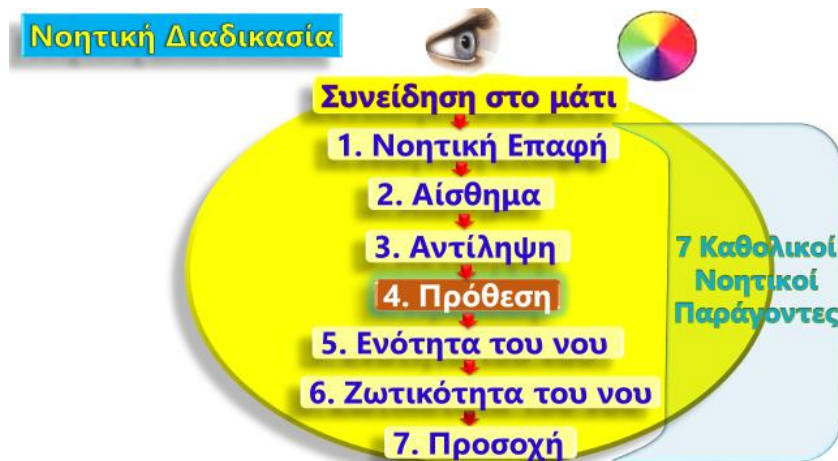 Νοητική Διαδικασία
Συνείδηση στο μάτι
1. Νοητική Επαφή
2. Αίσθημα
3. Αντίληψη
4. Πρόθεση
5. Ενότητα του νου
6. Ζωτικότητα του νου
7. Προσοχή
7 Καθολικοί
Νοητικοί
Παράγοντες